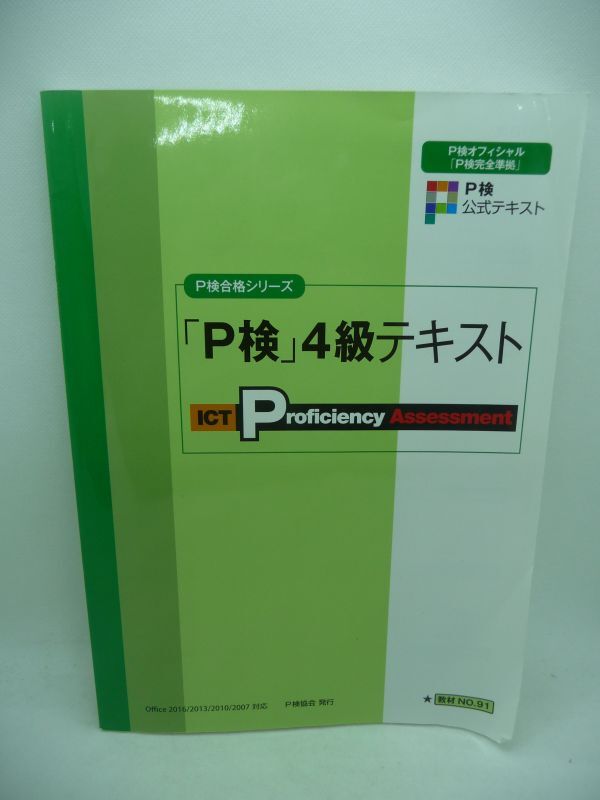 P検オフィシャル
「P検完全準拠」
P検
公式テキスト
P検合格シリーズ
「P検」4級テキスト
ICT Proficiency Assessment
Office 2016/2013/2010/2007 対応 P検協会 発行
★ 教材 NO.91